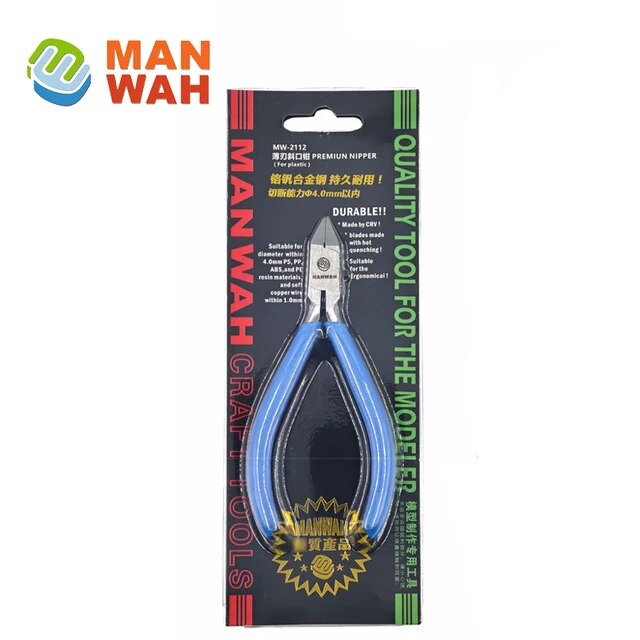 MAN
WAH
MW-2112
薄刃斜口钳 PREMIUN NIPPER
(For plastic)
铬钒合金钢 持久耐用！
切断能力Φ4.0mm以内
DURABLE!!
* Made by CRV !
* blades made
with hot
quenching!
* Suitable
for the
Ergonomical !
Suitable for
diameter within
4.0mm PS, PP,
ABS, and PE
resin materials,
and soft
copper wire
within 1.0mm
MANWAH
MAN WAH CRAFT TOOLS
QUALITY TOOL FOR THE MODELER
模型制作专用工具
MANWAH
質產品